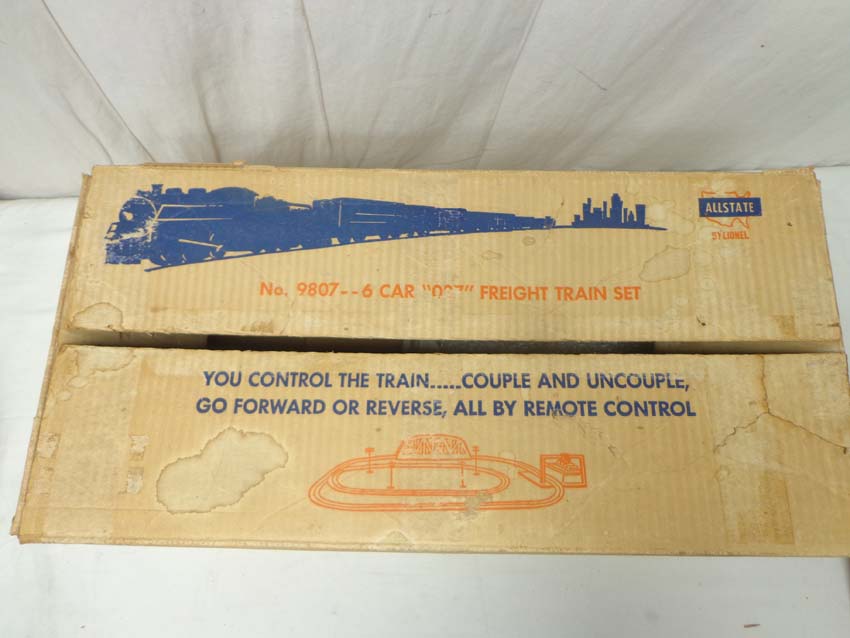 ALLSTATE
BY LIONEL
No. 9807--6 CAR "027" FREIGHT TRAIN SET
YOU CONTROL THE TRAIN.....COUPLE AND UNCOUPLE,
GO FORWARD OR REVERSE, ALL BY REMOTE CONTROL